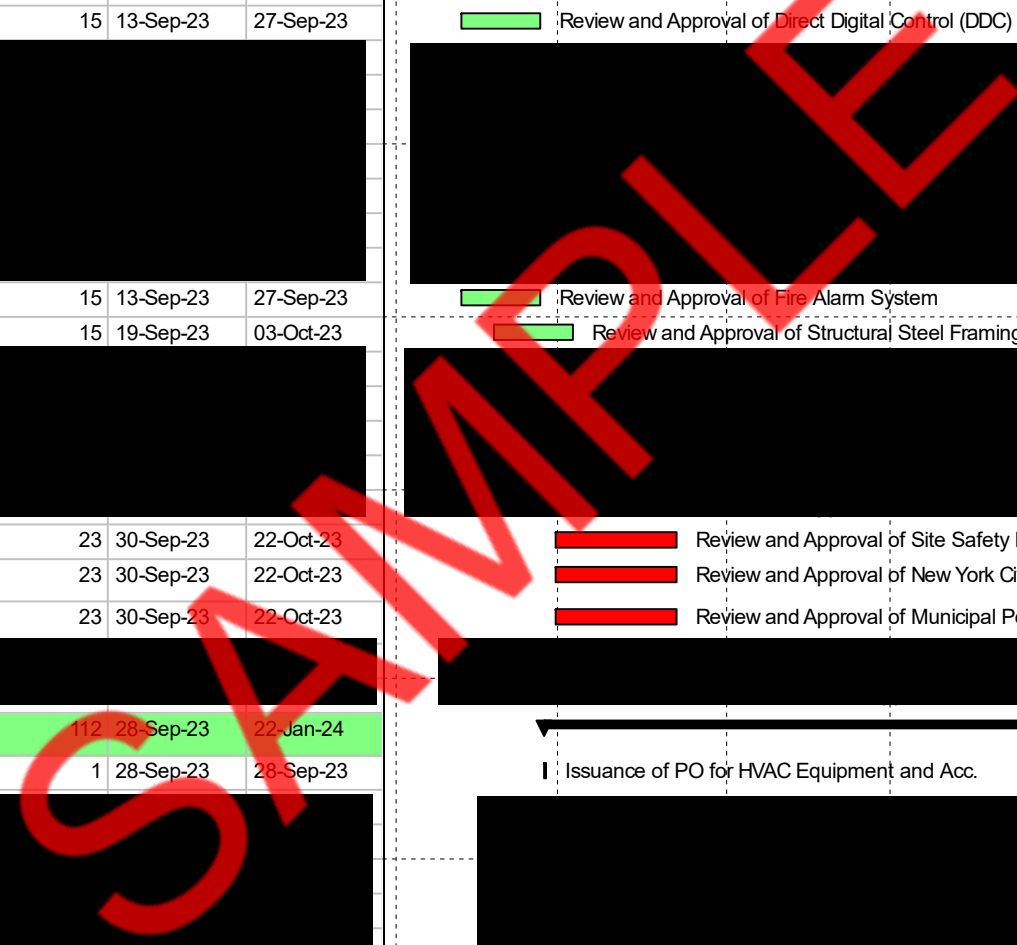 15 13-Sep-23 27-Sep-23 Review and Approval of Direct Digital Control (DDC)
15 13-Sep-23 27-Sep-23 Review and Approval of Fire Alarm System
15 19-Sep-23 03-Oct-23 Review and Approval of Structural Steel Framing
23 30-Sep-23 22-Oct-23 Review and Approval of Site Safety
23 30-Sep-23 22-Oct-23 Review and Approval of New York
23 30-Sep-23 22-Oct-23 Review and Approval of Municipal
112 28-Sep-23 22-Jan-24
1 28-Sep-23 28-Sep-23 Issuance of PO for HVAC Equipment and Acc.
SAMPLE